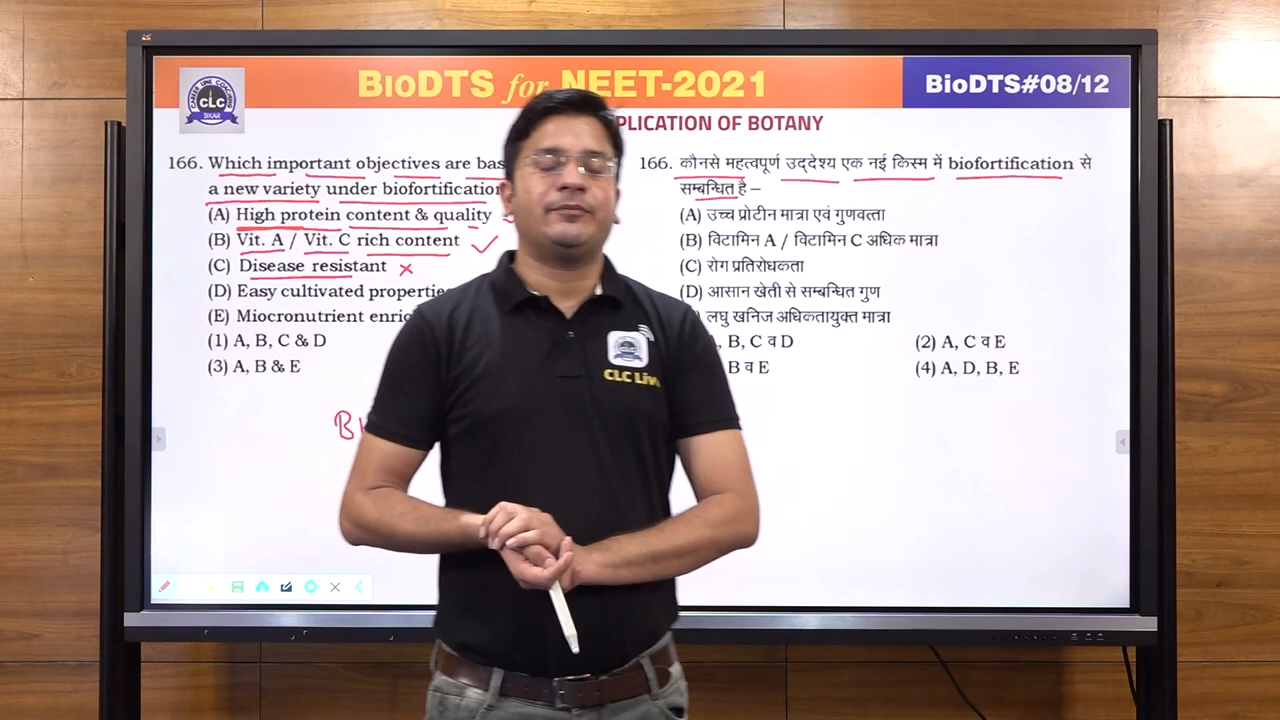 BioDTS for NEET-2021
BioDTS#08/12
CLC
SIKAR
PLICATION OF BOTANY
166. Which important objectives are
a new variety under biofortification
(A) High protein content & quality
(B) Vit. A / Vit. C rich content
(C) Disease resistant
(D) Easy cultivated
(E) Miocronutrient
(1) A, B, C & D
(3) A, B & E
166. कौनसे महत्वपूर्ण उद्देश्य एक नई किस्म में biofortification से
सम्बन्धित है –
(A) उच्च प्रोटीन मात्रा एवं गुणवत्ता
(B) विटामिन A / विटामिन C अधिक मात्रा
(C) रोग प्रतिरोधकता
(D) आसान खेती से सम्बन्धित गुण
लघु खनिज अधिकतायुक्त मात्रा
B, C व D
(2) A, C व E
B व E
(4) A, D, B, E
CLC Live